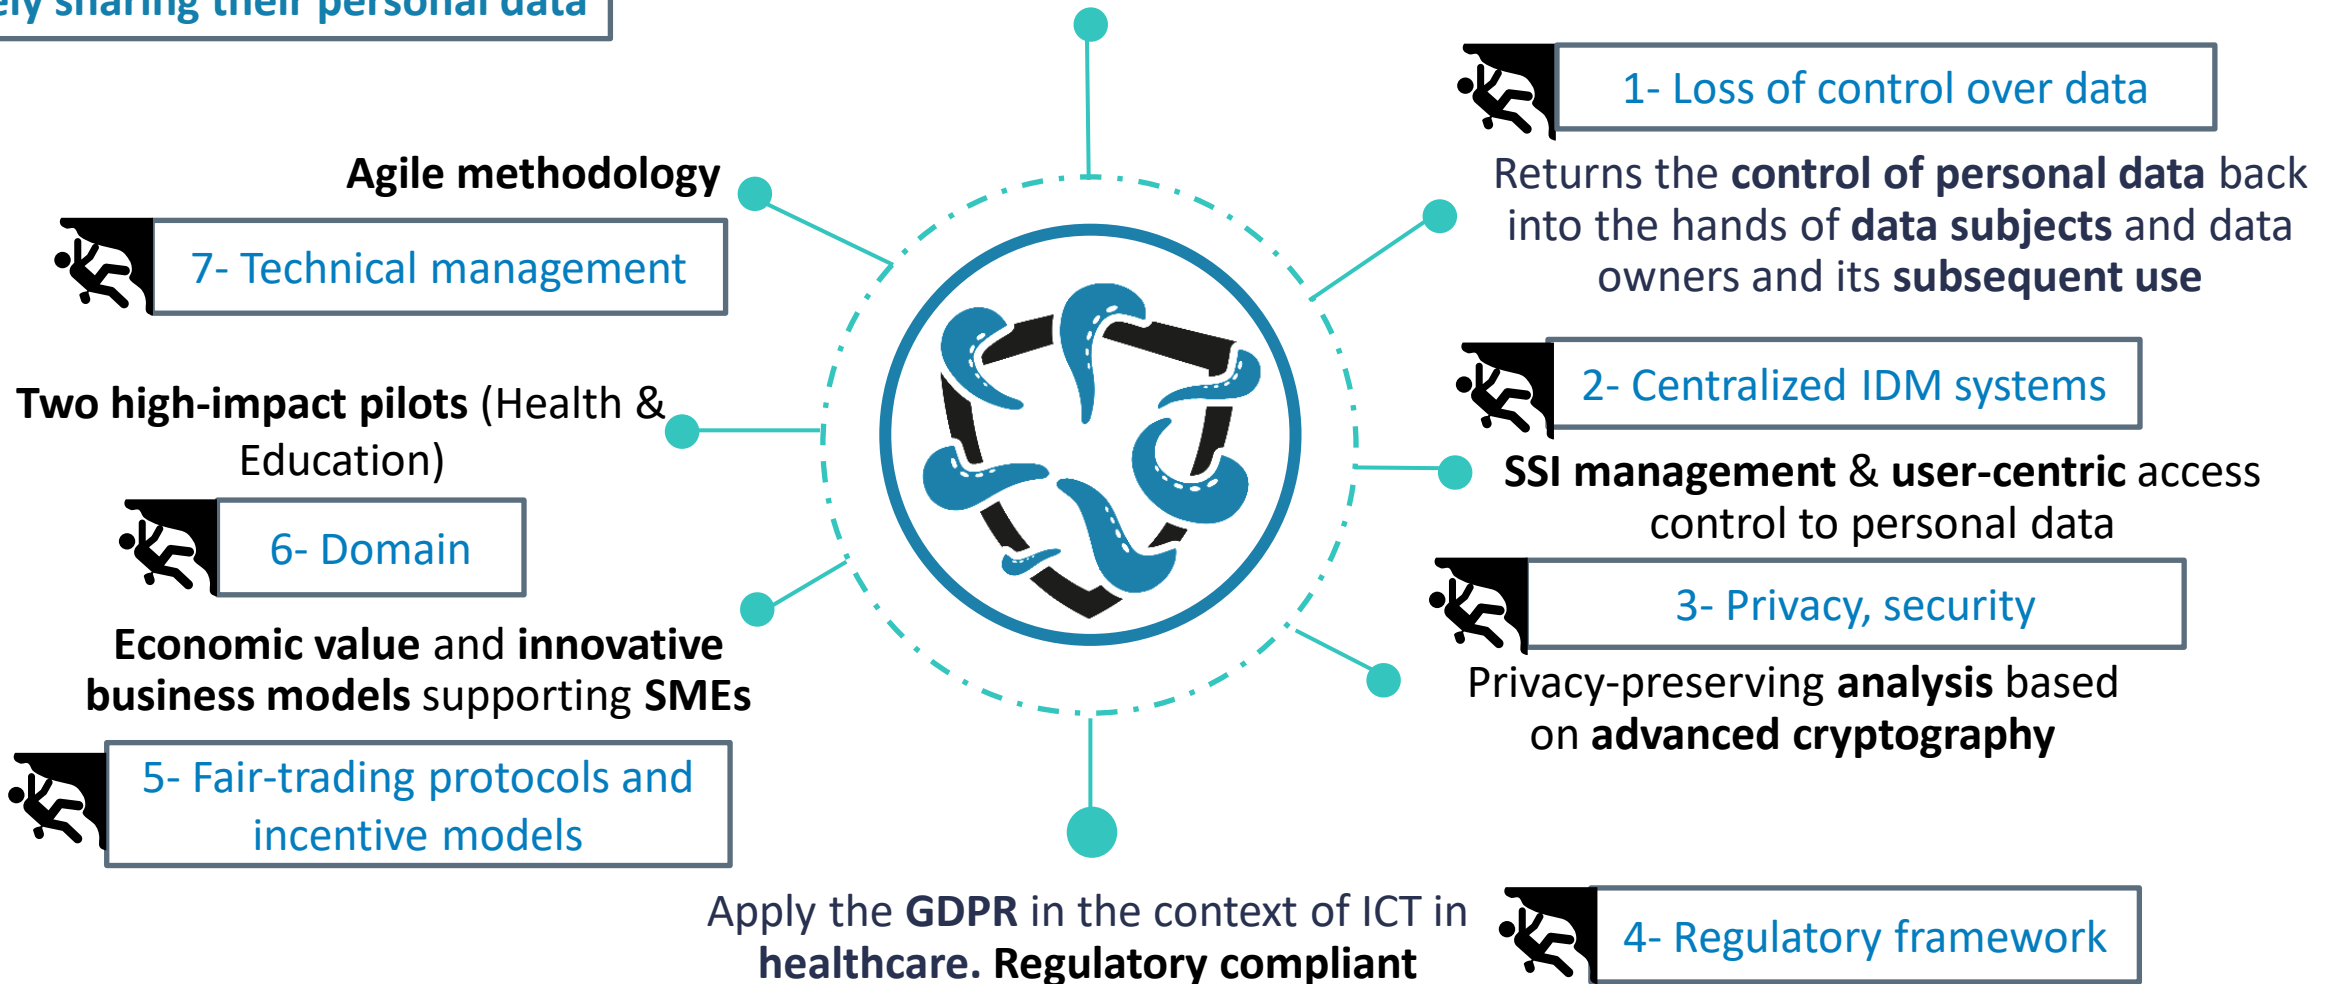 sharing their personal data
1- Loss of control over data
Returns the control of personal data back
into the hands of data subjects and data
owners and its subsequent use
2- Centralized IDM systems
SSI management & user-centric access
control to personal data
3- Privacy, security
Privacy-preserving analysis based
on advanced cryptography
4- Regulatory framework
Apply the GDPR in the context of ICT in
healthcare. Regulatory compliant
Economic value and innovative
business models supporting SMEs
5- Fair-trading protocols and
incentive models
Two high-impact pilots (Health &
Education)
6- Domain
Agile methodology
7- Technical management